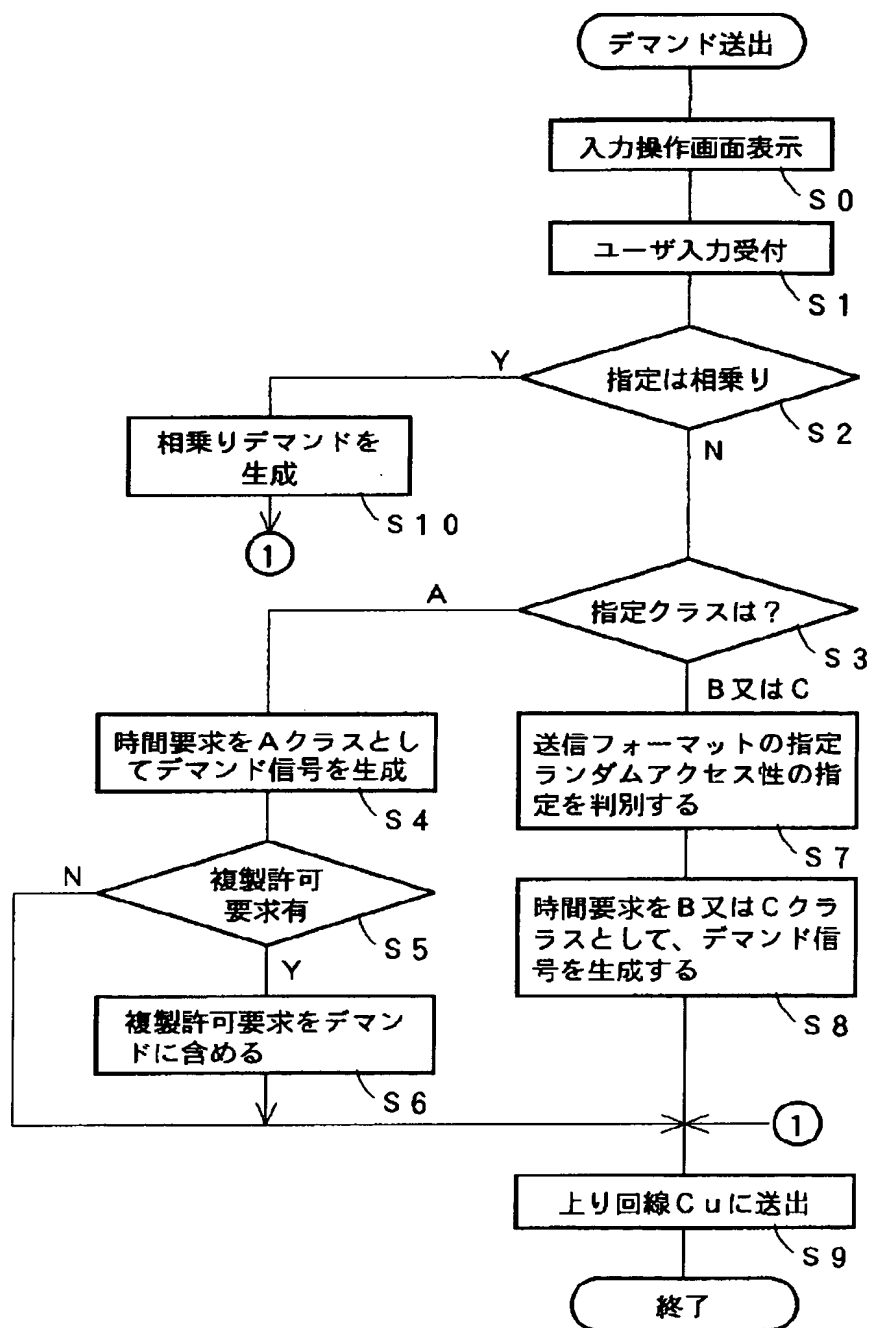 デマンド送出
入力操作画面表示
S0
ユーザ入力受付
S1
指定は相乗り
S2
Y
N
相乗りデマンドを
生成
S10
1
指定クラスは?
S3
A
B又はC
時間要求をAクラスとし
てデマンド信号を生成
S4
送信フォーマットの指定
ランダムアクセス性の指
定を判別する
S7
複製許可
要求有
S5
N
Y
時間要求をB又はCクラ
ラスとして、デマンド信
号を生成する
S8
複製許可要求をデマン
ドに含める
S6
1
上り回線Cuに送出
S9
終了